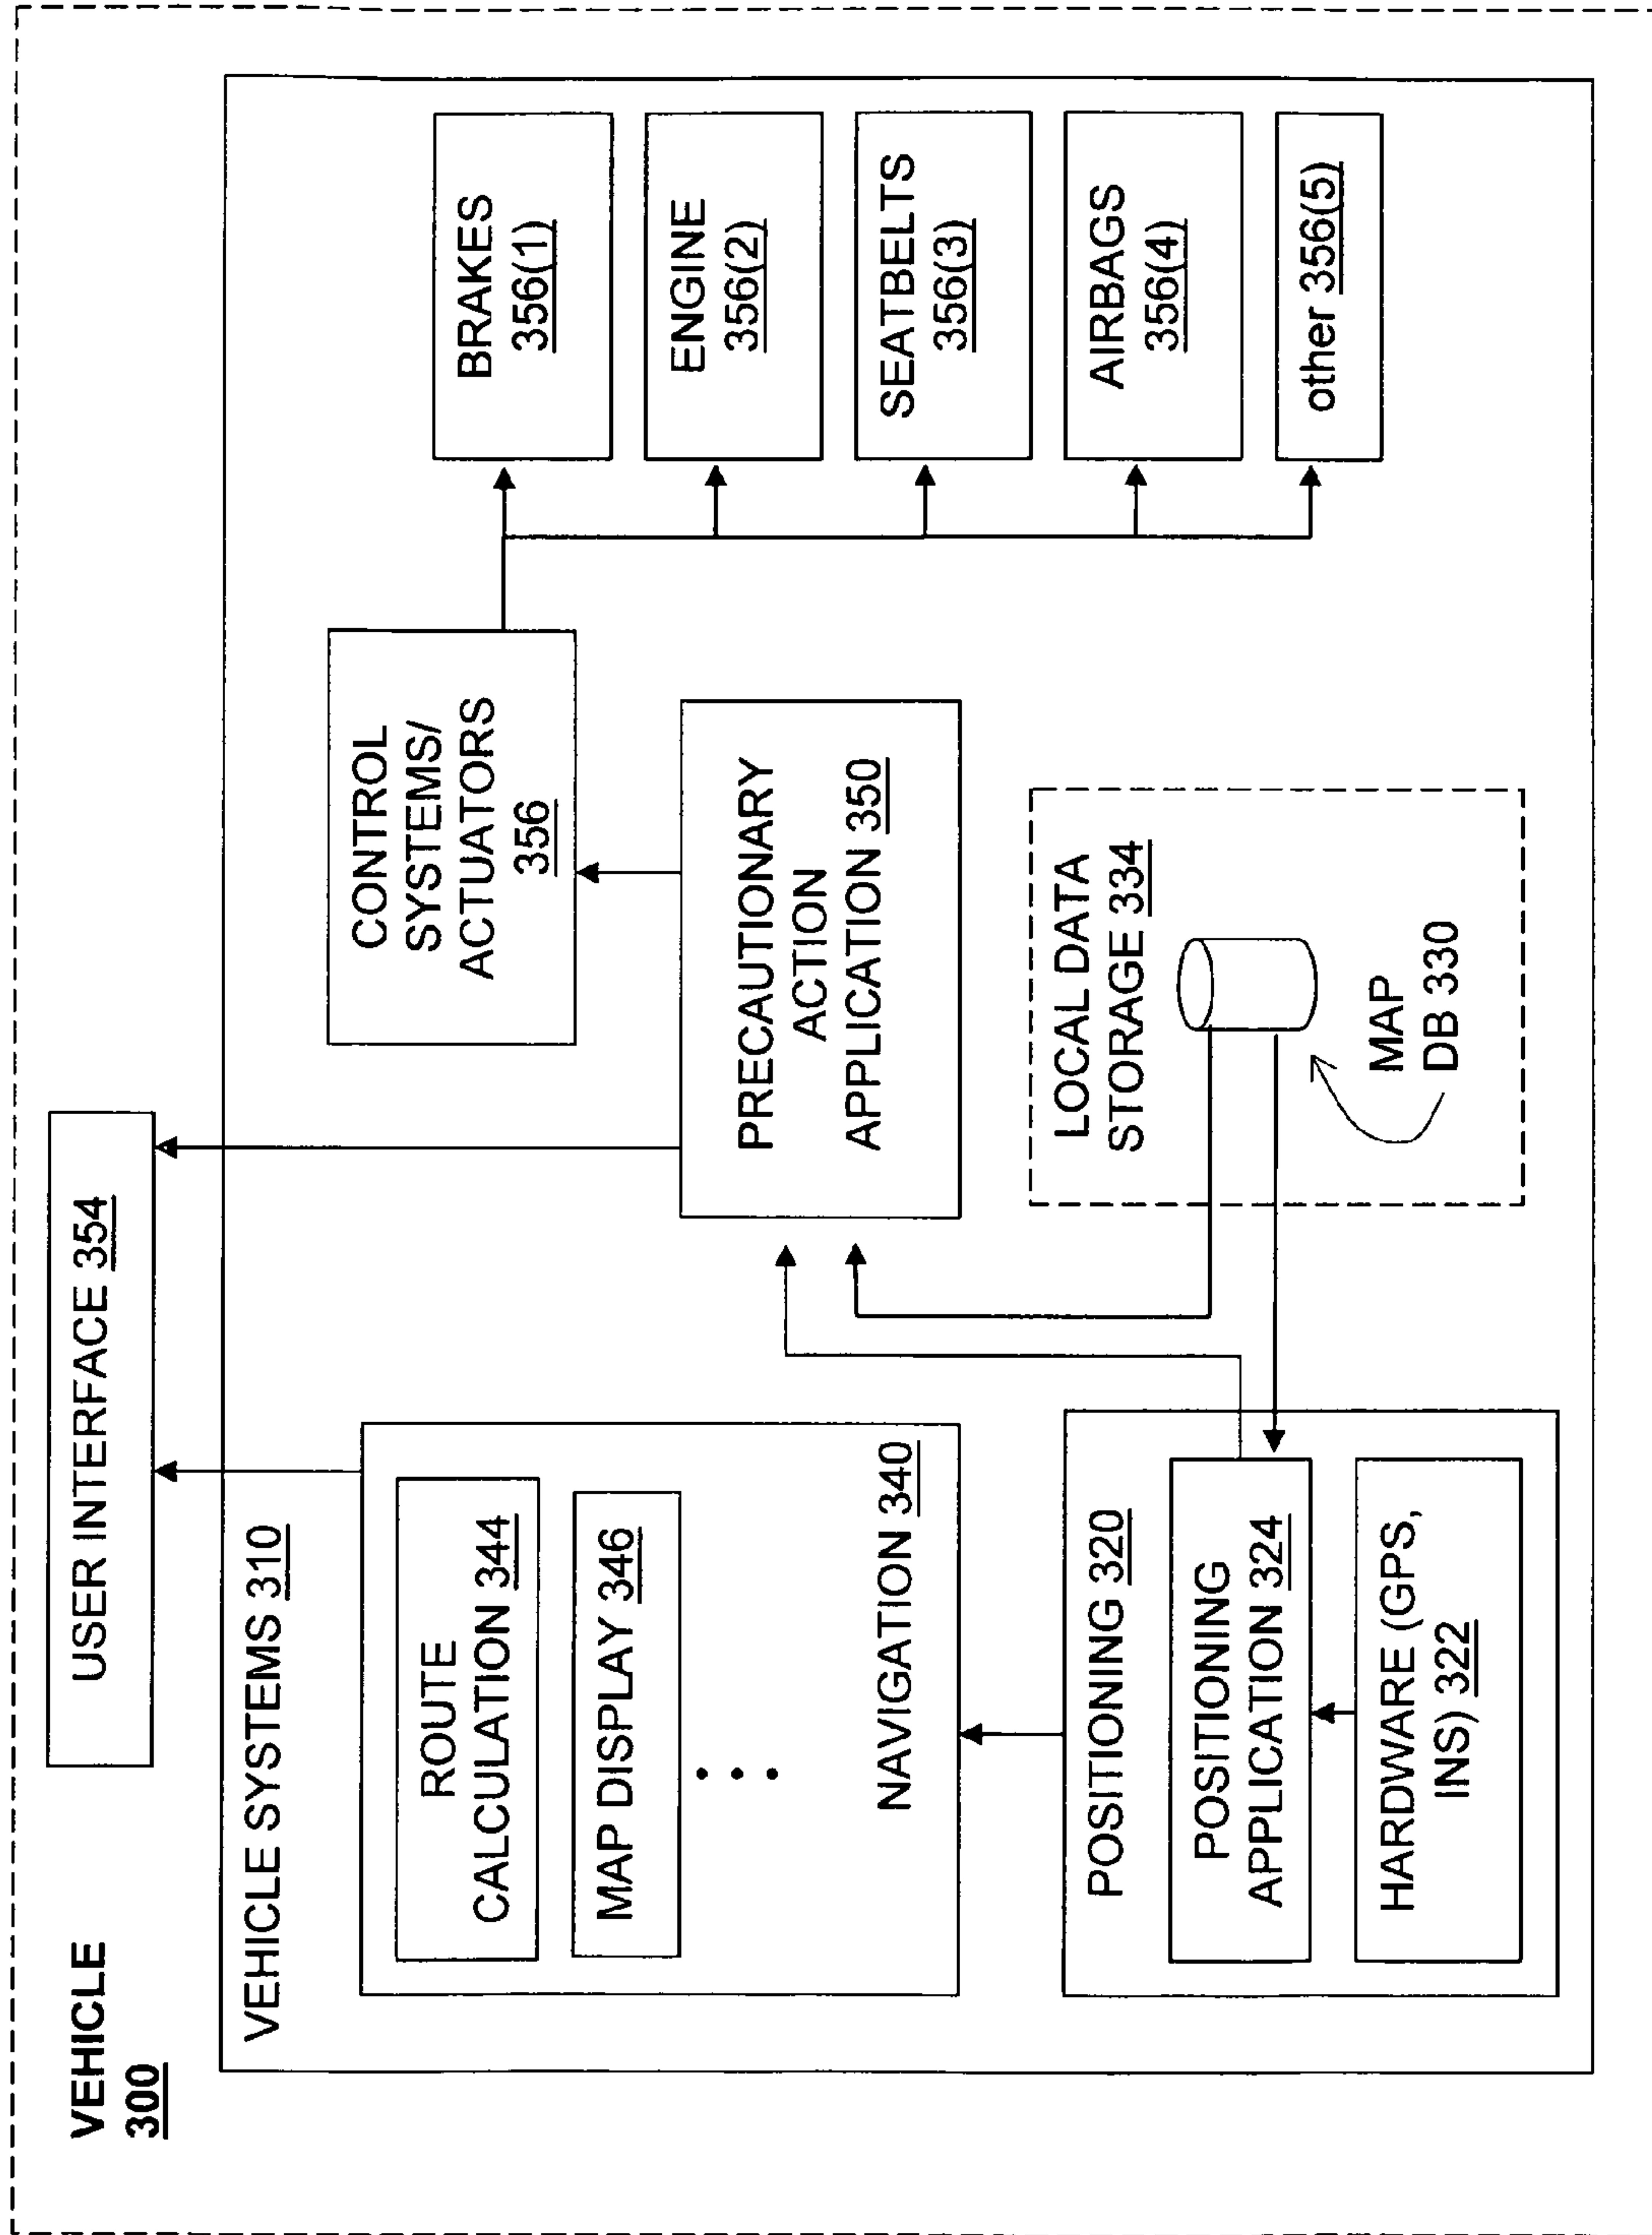 VEHICLE
300
USER INTERFACE 354
VEHICLE SYSTEMS 310
ROUTE
CALCULATION 344
MAP DISPLAY 346
NAVIGATION 340
POSITIONING 320
POSITIONING
APPLICATION 324
HARDWARE (GPS,
INS) 322
CONTROL
SYSTEMS/
ACTUATORS
356
PRECAUTIONARY
ACTION
APPLICATION 350
LOCAL DATA
STORAGE 334
MAP
DB 330
BRAKES
356(1)
ENGINE
356(2)
SEATBELTS
356(3)
AIRBAGS
356(4)
other 356(5)